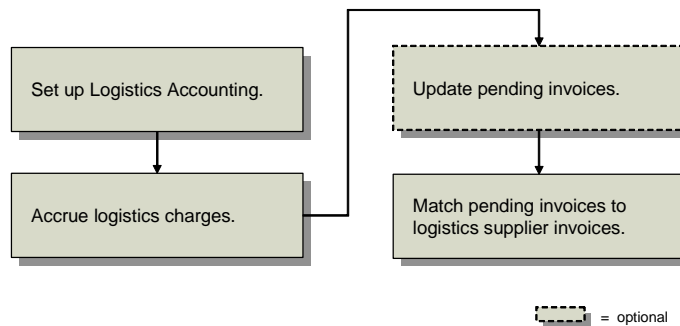 Set up Logistics Accounting.
Accrue logistics charges.
Update pending invoices.
Match pending invoices to
logistics supplier invoices.
= optional